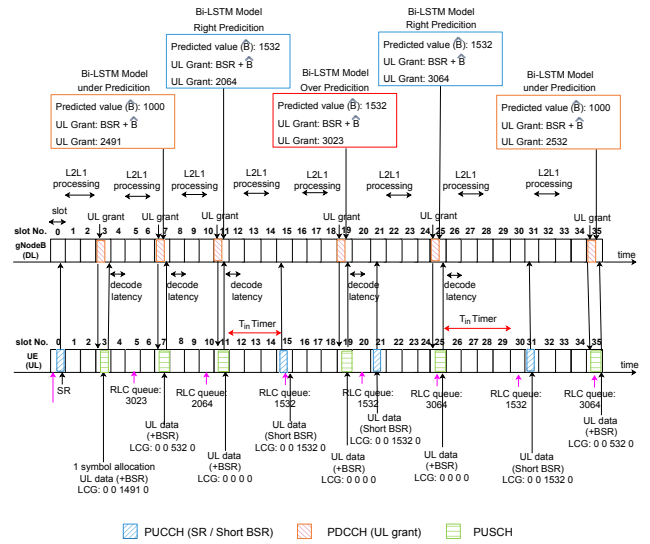 Bi-LSTM Model
Right Predicition
Predicted value (B̂): 1532
UL Grant: BSR + B̂
UL Grant: 2064
Bi-LSTM Model
Right Predicition
Predicted value (B̂): 1532
UL Grant: BSR + B̂
UL Grant: 3064
Bi-LSTM Model
under Predicition
Predicted value (B̂): 1000
UL Grant: BSR + B̂
UL Grant: 2491
Bi-LSTM Model
Over Predicition
Predicted value (B̂): 1532
UL Grant: BSR + B̂
UL Grant: 3023
Bi-LSTM Model
under Predicition
Predicted value (B̂): 1000
UL Grant: BSR + B̂
UL Grant: 2532
L2L1 processing
L2L1 processing
L2L1 processing
L2L1 processing
L2L1 processing
L2L1 processing
L2L1 processing
L2L1 processing
slot
UL grant
UL grant
UL grant
UL grant
UL grant
UL grant
slot No. 0 1 2 3 4 5 6 7 8 9 10 11 12 13 14 15 16 17 18 19 20 21 22 23 24 25 26 27 28 29 30 31 32 33 34 35
gNodeB
(DL)
time
decode latency
decode latency
decode latency
decode latency
decode latency
Tin Timer
Tin Timer
slot No. 0 1 2 3 4 5 6 7 8 9 10 11 12 13 14 15 16 17 18 19 20 21 22 23 24 25 26 27 28 29 30 31 32 33 34 35
UE
(UL)
time
SR
RLC queue:
3023
RLC queue:
2064
RLC queue:
1532
RLC queue:
1532
RLC queue:
3064
RLC queue:
1532
RLC queue:
3064
1 symbol allocation
UL data (+BSR)
LCG: 0 0 1491 0
UL data
(+BSR)
LCG: 0 0 532 0
UL data
(+BSR)
LCG: 0 0 0 0
UL data
(Short BSR)
LCG: 0 0 1532 0
UL data
(+BSR)
LCG: 0 0 0 0
UL data
(Short BSR)
LCG: 0 0 1532 0
UL data
(+BSR)
LCG: 0 0 0 0
UL data
(Short BSR)
LCG: 0 0 1532 0
UL data
(+BSR)
LCG: 0 0 532 0
PUCCH (SR / Short BSR)
PDCCH (UL grant)
PUSCH